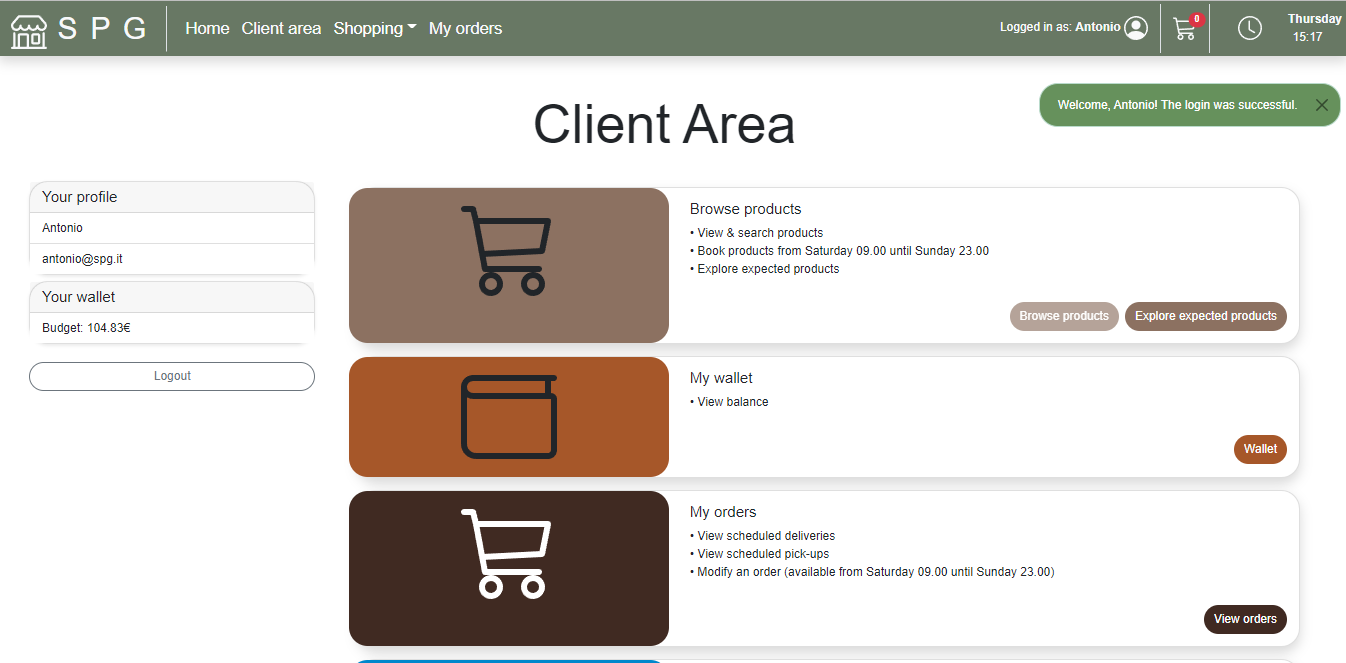 S P G
Home Client area Shopping My orders
Logged in as: Antonio
0
Thursday
15:17
Welcome, Antonio! The login was successful.
Client Area
Your profile
Antonio
antonio@spg.it
Your wallet
Budget: 104.83€
Logout
Browse products
• View & search products
• Book products from Saturday 09.00 until Sunday 23.00
• Explore expected products
Browse products Explore expected products
My wallet
• View balance
Wallet
My orders
• View scheduled deliveries
• View scheduled pick-ups
• Modify an order (available from Saturday 09.00 until Sunday 23.00)
View orders